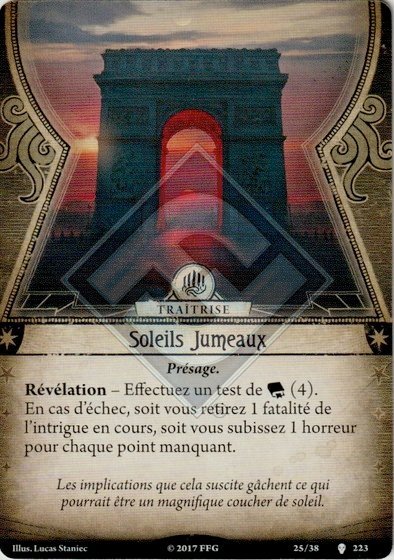 TRAÎTRISE
Soleils Jumeaux
Présage.
Révélation – Effectuez un test de (4).
En cas d'échec, soit vous retirez 1 fatalité de
l'intrigue en cours, soit vous subissez 1 horreur
pour chaque point manquant.
Les implications que cela suscite gâchent ce qui
pourrait être un magnifique coucher de soleil.
Illus. Lucas Staniec © 2017 FFG 25/38 223